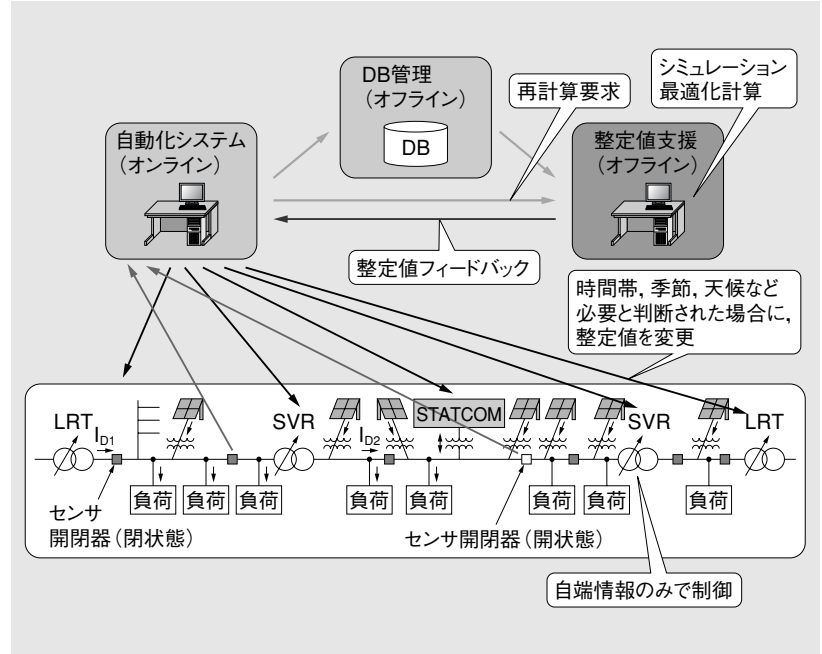 DB管理
（オフライン）
DB
再計算要求
シミュレーション
最適化計算
自動化システム
（オンライン）
整定値支援
（オフライン）
整定値フィードバック
時間帯，季節，天候など
必要と判断された場合に，
整定値を変更
LRT
SVR
STATCOM
SVR
LRT
ID1
ID2
負荷
負荷
負荷
負荷
負荷
負荷
負荷
負荷
センサ
開閉器（閉状態）
センサ開閉器（開状態）
自端情報のみで制御